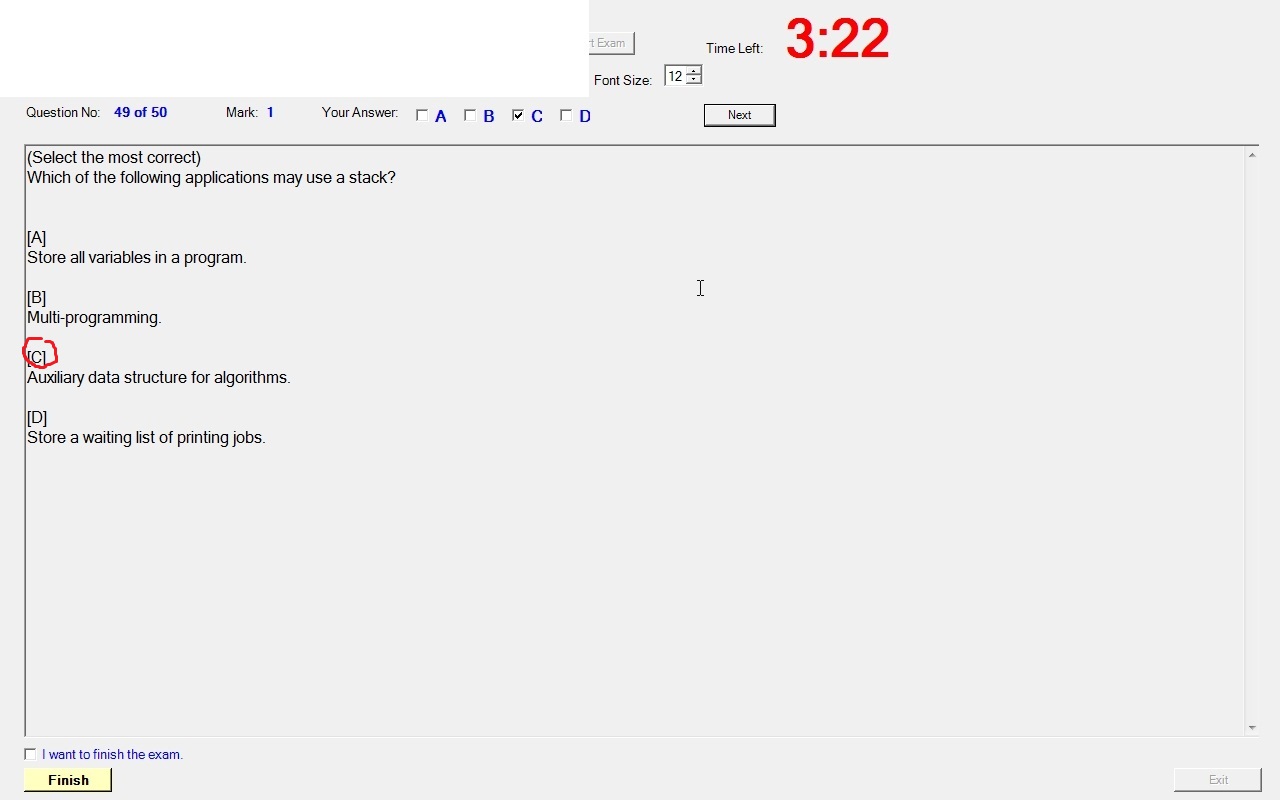 t Exam
Time Left:
3:22
Font Size:
12
Question No: 49 of 50 Mark: 1 Your Answer: A B C D Next
(Select the most correct)
Which of the following applications may use a stack?
[A]
Store all variables in a program.
[B]
Multi-programming.
[C]
Auxiliary data structure for algorithms.
[D]
Store a waiting list of printing jobs.
I want to finish the exam.
Finish
Exit